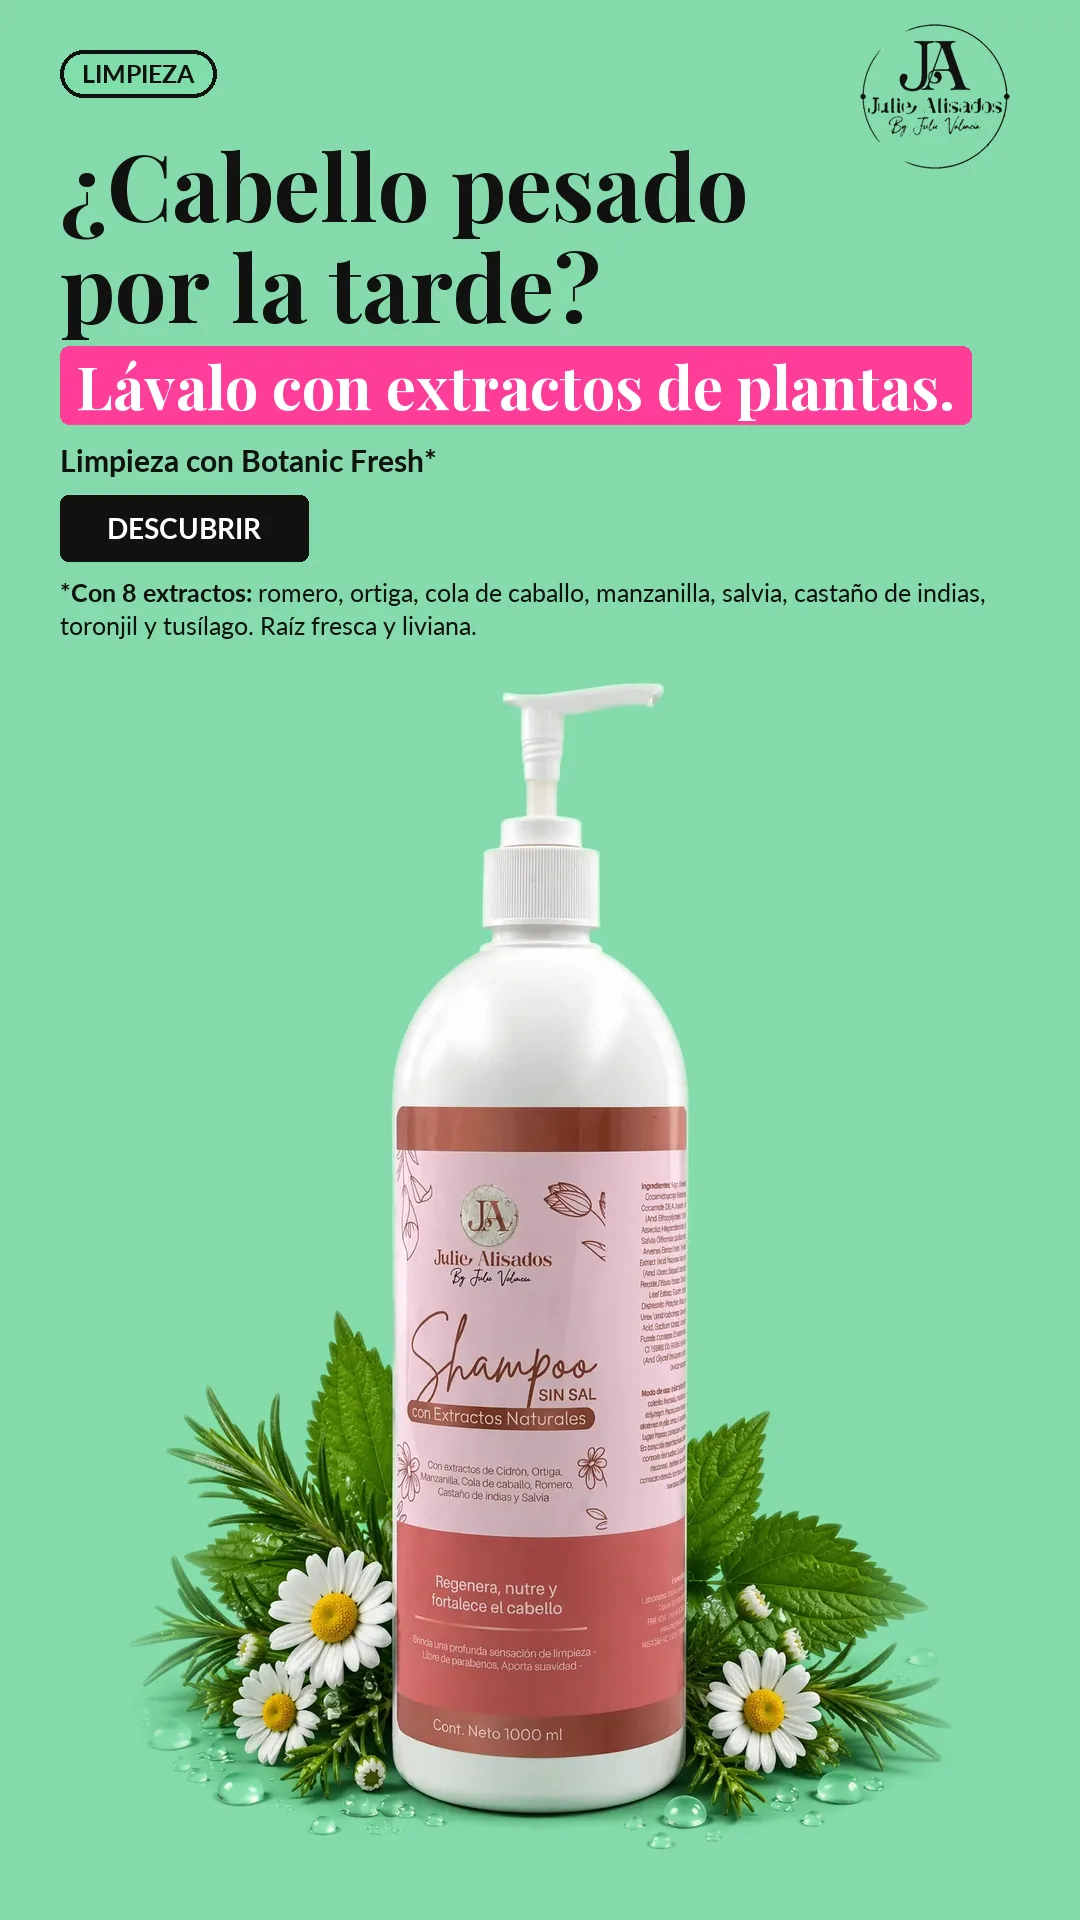 LIMPIEZA
JA
Julie Alisados
By Julie Valencia
¿Cabello pesado
por la tarde?
Lávalo con extractos de plantas.
Limpieza con Botanic Fresh*
DESCUBRIR
*Con 8 extractos: romero, ortiga, cola de caballo, manzanilla, salvia, castaño de indias,
toronjil y tusílago. Raíz fresca y liviana.
JA
Julie Alisados
By Julie Valencia
Shampoo
SIN SAL
con Extractos Naturales
Con extractos de Cidrón, Ortiga,
Manzanilla, Cola de caballo, Romero,
Castaño de indias y Salvia
Regenera, nutre y
fortalece el cabello
-Brinda una profunda sensación de limpieza -
Libre de parabenos, Aporta suavidad -
Cont. Neto 1000 ml
Ingredientes:
Modo de uso: